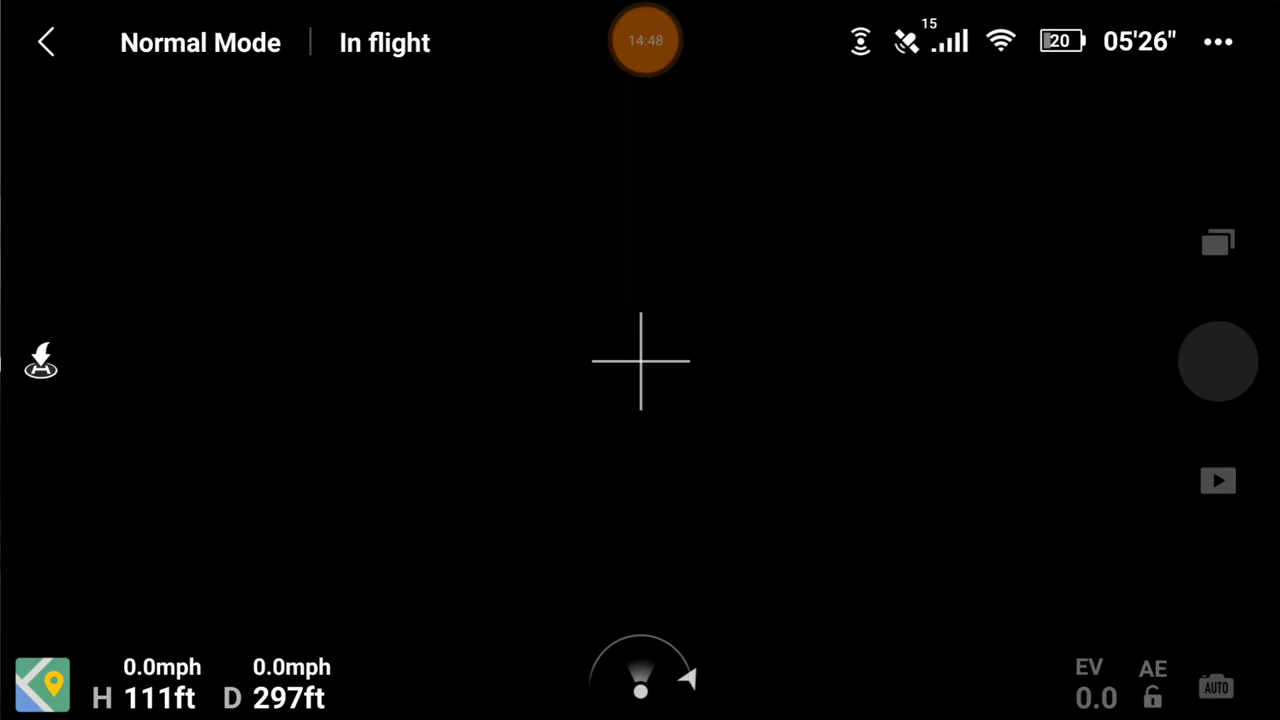 Normal Mode | In flight
14:48
15
20
05'26"
0.0mph 0.0mph
H 111ft D 297ft
EV AE
0.0
AUTO